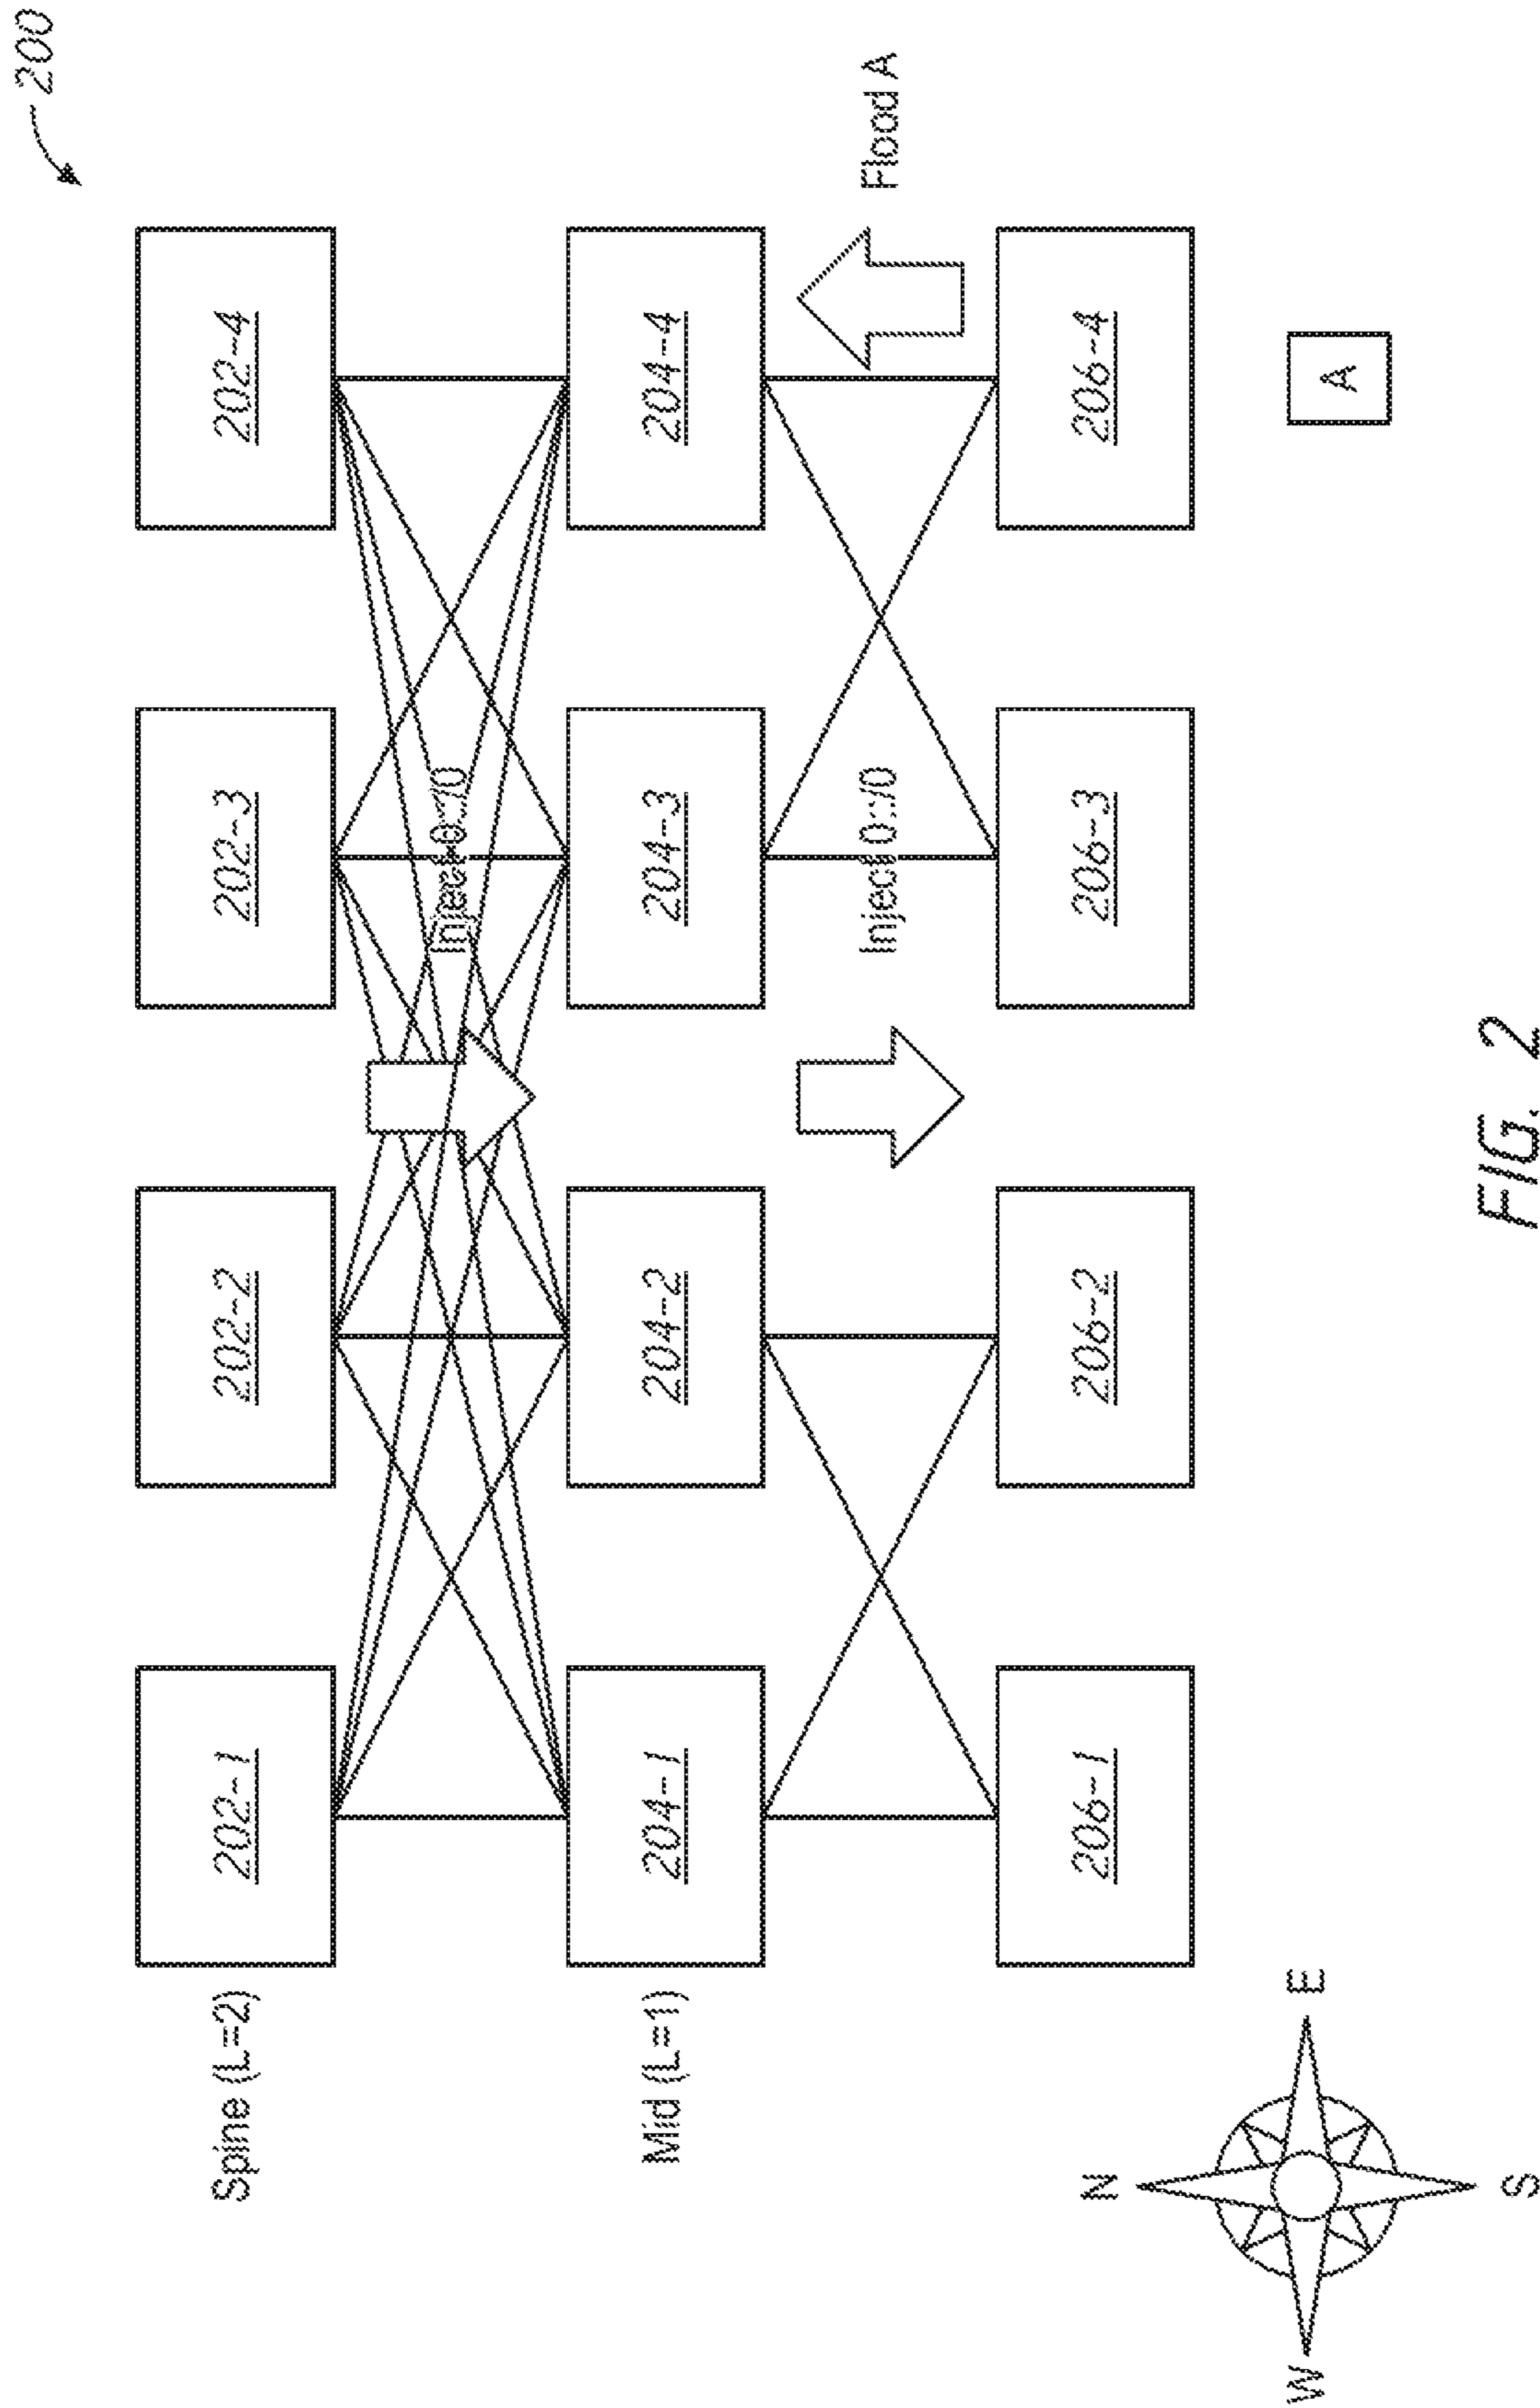 200
Spine (L=2)
202-1
202-2
202-3
202-4
Inject 0::/0
Mid (L=1)
204-1
204-2
204-3
204-4
Inject 0::/0
Flood A
206-1
206-2
206-3
206-4
A
N
W
E
S
FIG. 2